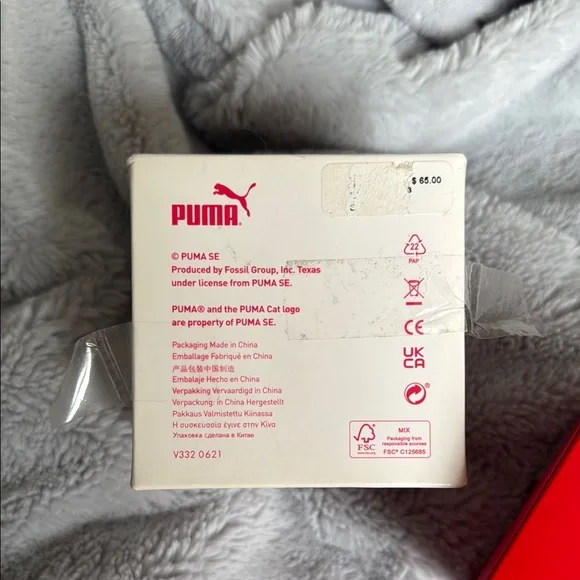 $ 65.00
PUMA®
© PUMA SE
Produced by Fossil Group, Inc. Texas
under license from PUMA SE.
PUMA® and the PUMA Cat logo
are property of PUMA SE.
Packaging Made in China
Emballage Fabriqué en China
产品包装中国制造
Embalaje Hecho en China
Verpakking Vervaardigd in China
Verpackung: in China Hergestellt
Pakkaus Valmistettu Kiinassa
Η συσκευασία έγινε στην Κίνα
Упаковка сделана в Китае
V332 0621
22
PAP
CE
UK
CA
FSC
www.fsc.org
MIX
Packaging from
responsible sources
FSC® C125685